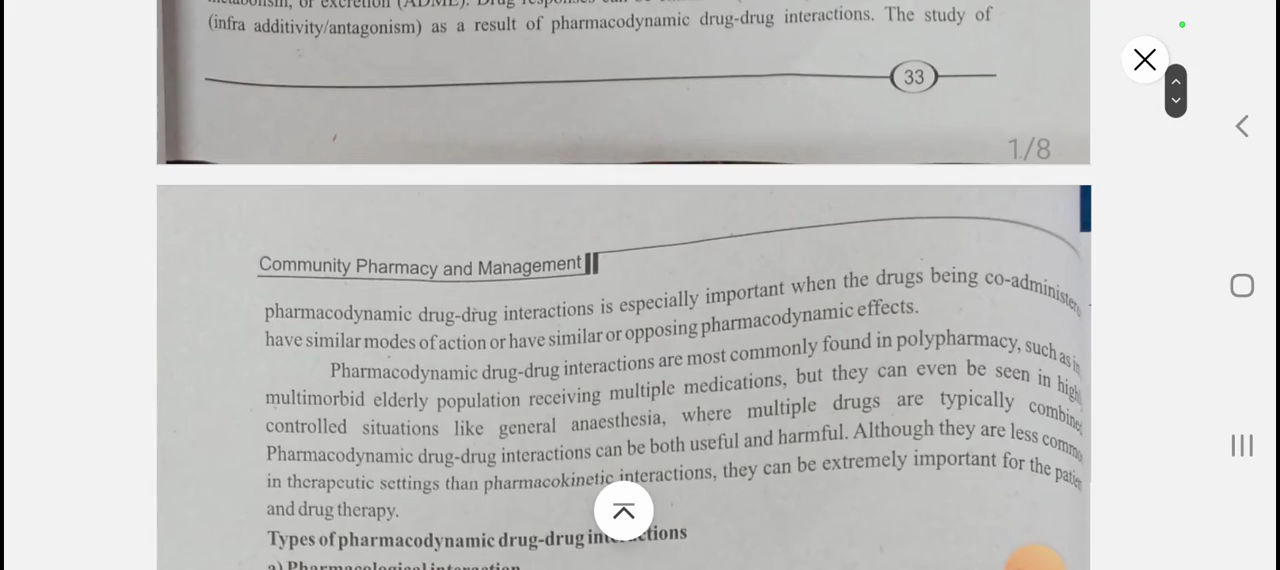 (infra additivity/antagonism) as a result of pharmacodynamic drug-drug interactions. The study of
33
1/8
Community Pharmacy and Management
pharmacodynamic drug-drug interactions is especially important when the drugs being
have similar modes of action or have similar or opposing pharmacodynamic effects.
Pharmacodynamic drug-drug interactions are most commonly found in polypharmacy, such as in
multimorbid elderly population receiving multiple medications, but they can even be seen in
controlled situations like general anaesthesia, where multiple drugs are typically
Pharmacodynamic drug-drug interactions can be both useful and harmful. Although they are less
in therapeutic settings than pharmacokinetic interactions, they can be extremely important for the
and drug therapy.
Types of pharmacodynamic drug-drug
a) Pharmacological interaction